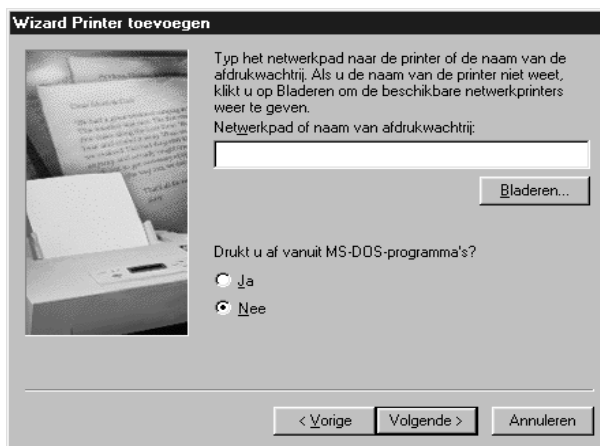 Wizard Printer toevoegen
Typ het netwerkpad naar de printer of de naam van de
afdrukwachtrij. Als u de naam van de printer niet weet,
klikt u op Bladeren om de beschikbare netwerkprinters
weer te geven.
Netwerkpad of naam van afdrukwachtrij:
Bladeren...
Drukt u af vanuit MS-DOS-programma's?
Ja
Nee
< Vorige
Volgende >
Annuleren